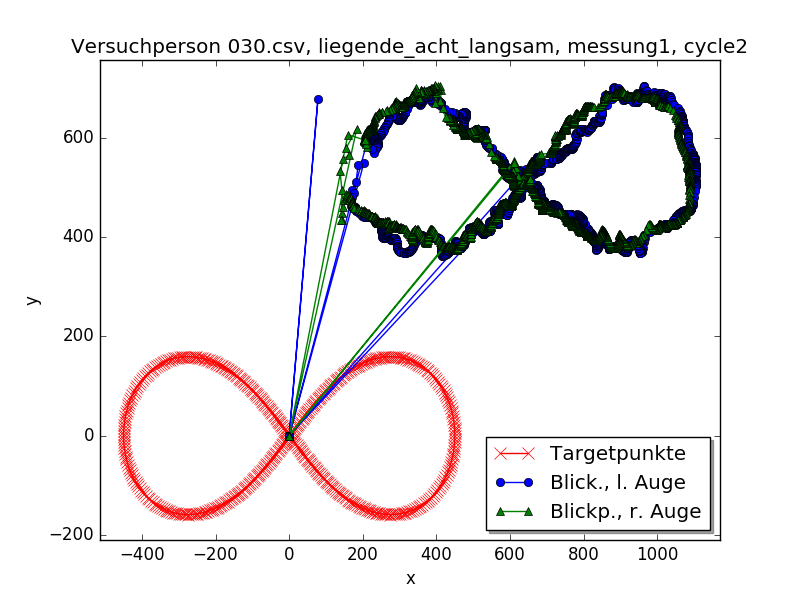 Versuchperson 030.csv, liegende_acht_langsam, messung1, cycle2
y
600
400
200
0
−200
−400 −200 0 200 400 600 800 1000
x
Targetpunkte
Blick., l. Auge
Blickp., r. Auge